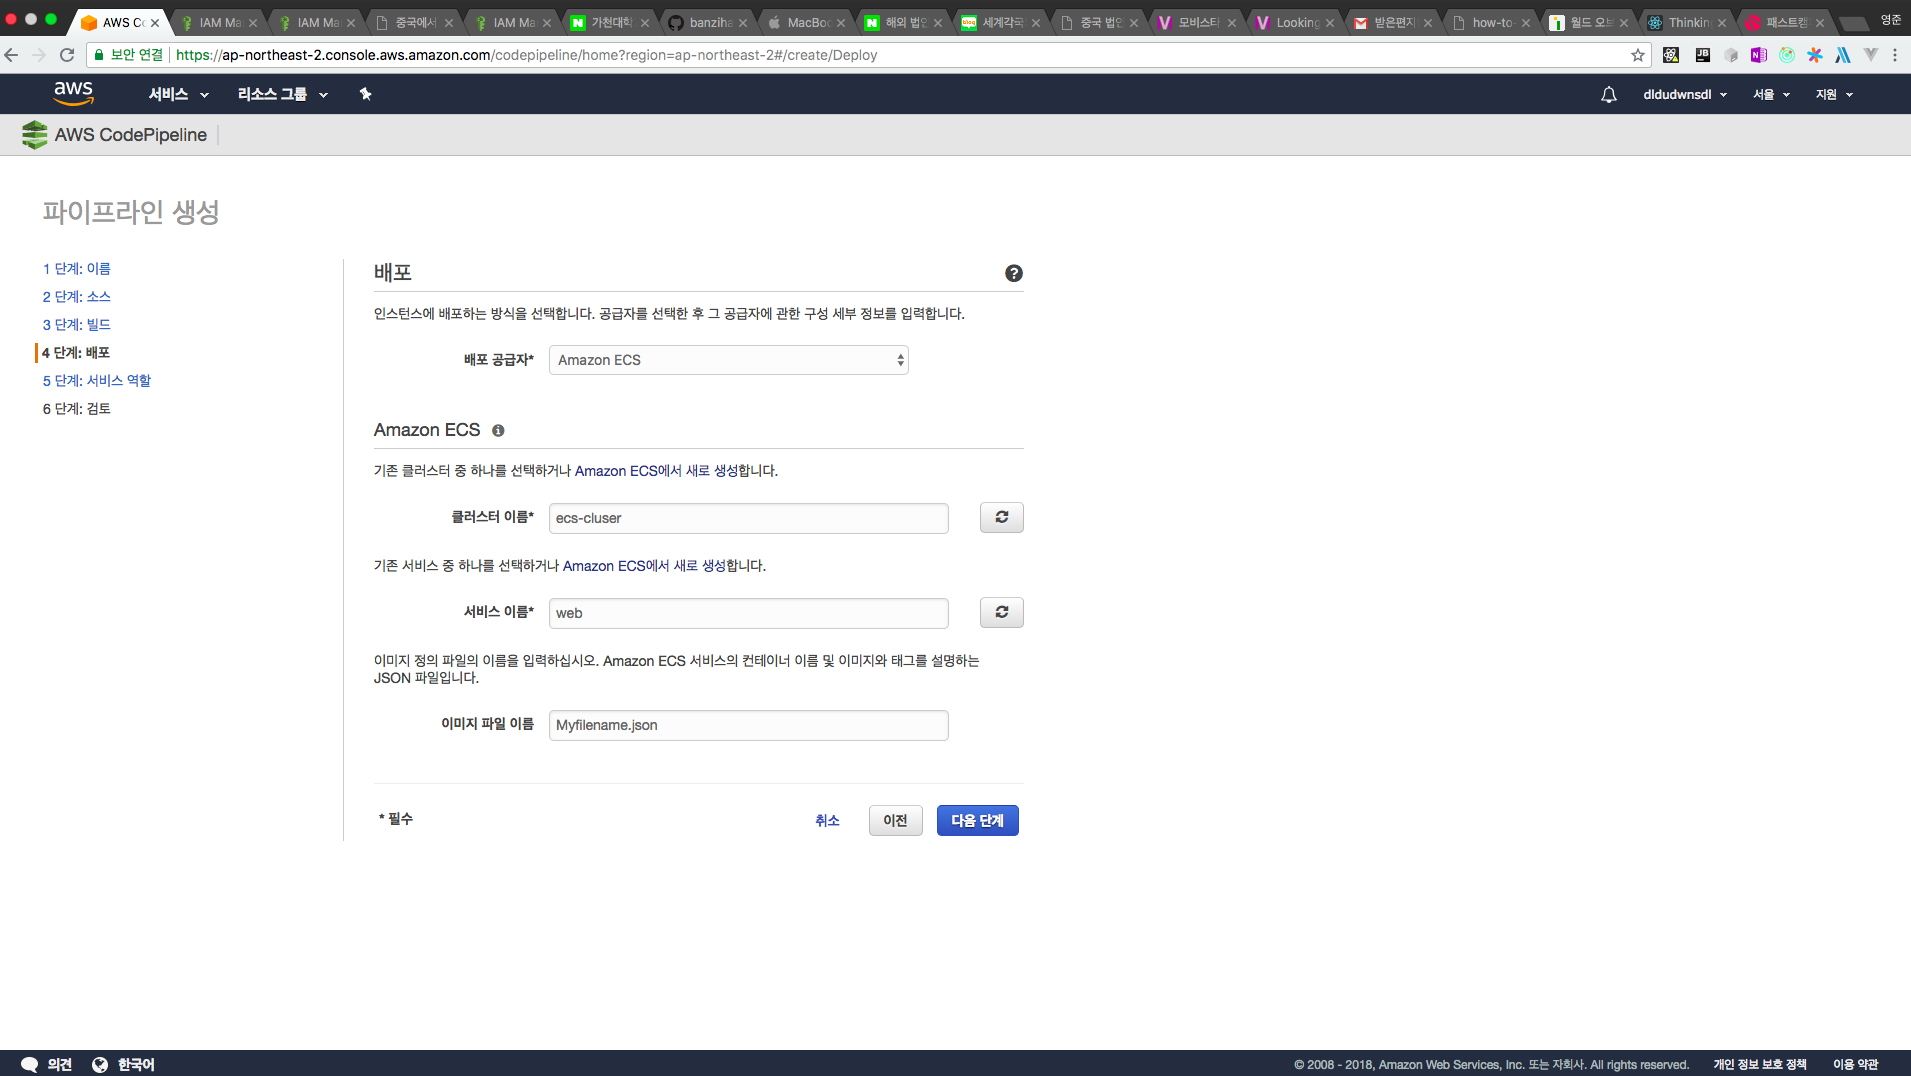 AWS Co
IAM Ma
IAM Ma
중국에서
IAM Ma
가천대학
banziha
MacBoo
해외 법인
세계각국
중국 법인
모비스타
Looking
받은편지
how-to-
월드 오브
Thinking
패스트캠
영준
보안 연결 https://ap-northeast-2.console.aws.amazon.com/codepipeline/home?region=ap-northeast-2#/create/Deploy
aws 서비스 리소스 그룹 dldudwnsdl 서울 지원
AWS CodePipeline
파이프라인 생성
1 단계: 이름
2 단계: 소스
3 단계: 빌드
4 단계: 배포
5 단계: 서비스 역할
6 단계: 검토
배포
인스턴스에 배포하는 방식을 선택합니다. 공급자를 선택한 후 그 공급자에 관한 구성 세부 정보를 입력합니다.
배포 공급자* Amazon ECS
Amazon ECS
기존 클러스터 중 하나를 선택하거나 Amazon ECS에서 새로 생성합니다.
클러스터 이름* ecs-cluser
기존 서비스 중 하나를 선택하거나 Amazon ECS에서 새로 생성합니다.
서비스 이름* web
이미지 정의 파일의 이름을 입력하십시오. Amazon ECS 서비스의 컨테이너 이름 및 이미지와 태그를 설명하는
JSON 파일입니다.
이미지 파일 이름 Myfilename.json
* 필수 취소 이전 다음 단계
의견 한국어 © 2008 - 2018, Amazon Web Services, Inc. 또는 자회사. All rights reserved. 개인 정보 보호 정책 이용 약관